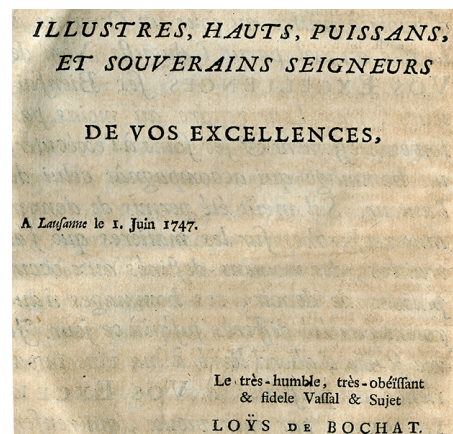 ILLUSTRES, HAUTS, PUISSANS,
ET SOUVERAINS SEIGNEURS
DE VOS EXCELLENCES,
A Lausanne le 1. Juin 1747.
Le très-humble, très-obéïssant
& fidele Vassal & Sujet
LOŸS DE BOCHAT.